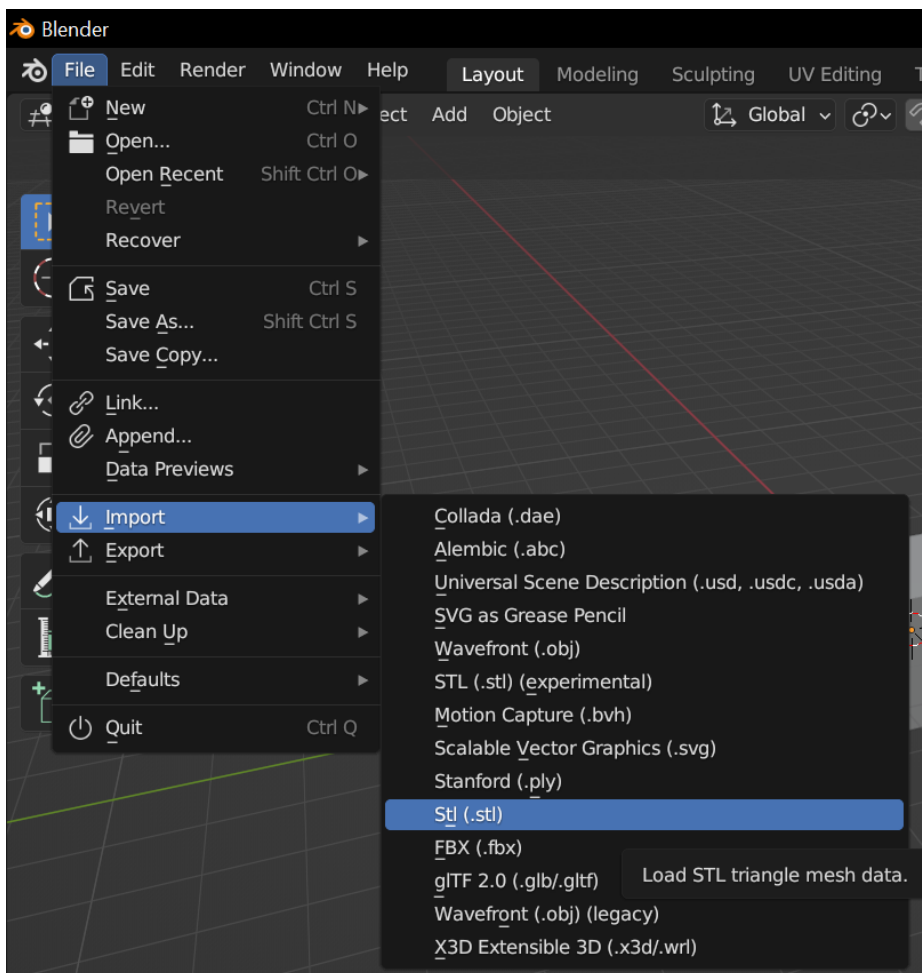 Blender
File Edit Render Window Help Layout Modeling Sculpting UV Editing
Add Object Global
New Ctrl N
Open... Ctrl O
Open Recent Shift Ctrl O
Revert
Recover
Save Ctrl S
Save As... Shift Ctrl S
Save Copy...
Link...
Append...
Data Previews
Import
Export
External Data
Clean Up
Defaults
Quit Ctrl Q
Collada (.dae)
Alembic (.abc)
Universal Scene Description (.usd, .usdc, .usda)
SVG as Grease Pencil
Wavefront (.obj)
STL (.stl) (experimental)
Motion Capture (.bvh)
Scalable Vector Graphics (.svg)
Stanford (.ply)
Stl (.stl)
FBX (.fbx)
glTF 2.0 (.glb/.gltf)
Load STL triangle mesh data.
Wavefront (.obj) (legacy)
X3D Extensible 3D (.x3d/.wrl)